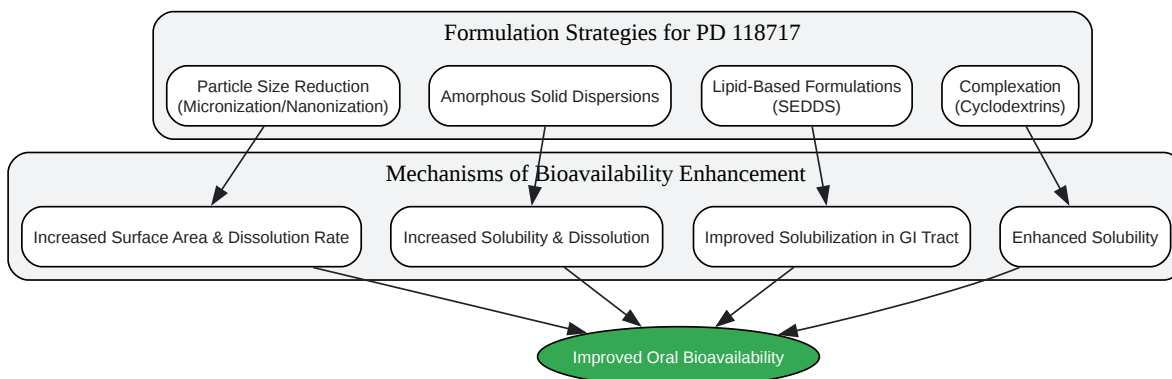 Formulation Strategies for PD 118717
Particle Size Reduction
(Micronization/Nanonization)
Amorphous Solid Dispersions
Lipid-Based Formulations
(SEDDS)
Complexation
(Cyclodextrins)
Mechanisms of Bioavailability Enhancement
Increased Surface Area & Dissolution Rate
Increased Solubility & Dissolution
Improved Solubilization in GI Tract
Enhanced Solubility
Improved Oral Bioavailability